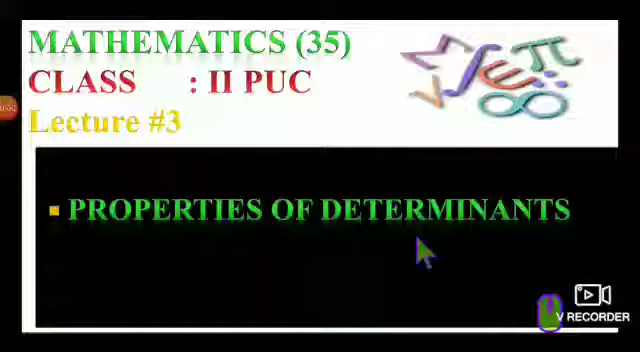 MATHEMATICS (35)
CLASS : II PUC
Lecture #3
PROPERTIES OF DETERMINANTS
V RECORDER